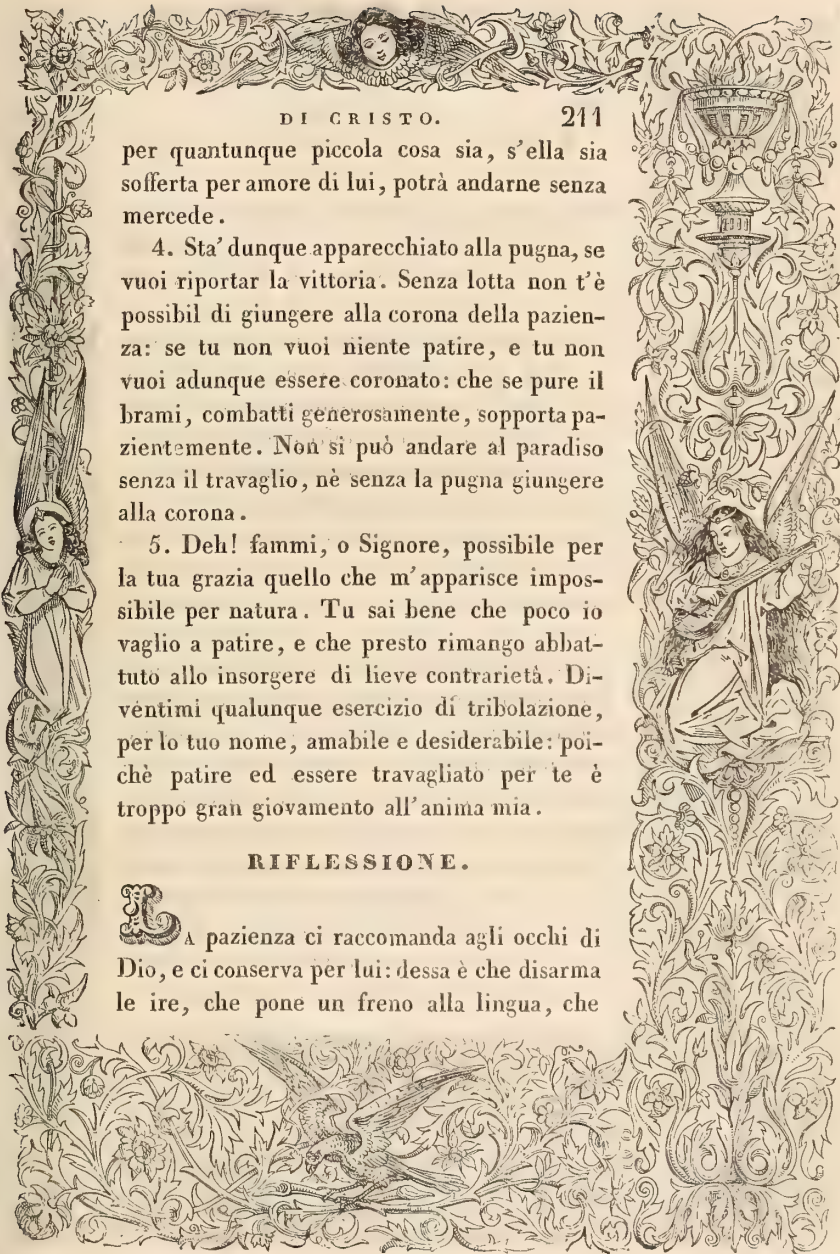 DI CRISTO. 211
per quantunque piccola cosa sia, s'ella sia
sofferta per amore di lui, potrà andarne senza
mercede.
4. Sta' dunque apparecchiato alla pugna, se
vuoi riportar la vittoria. Senza lotta non t'è
possibil di giungere alla corona della pazien-
za: se tu non vuoi niente patire, e tu non
vuoi adunque essere coronato: che se pure il
brami, combatti generosamente, sopporta pa-
zientemente. Non si può andare al paradiso
senza il travaglio, nè senza la pugna giungere
alla corona.
5. Deh! fammi, o Signore, possibile per
la tua grazia quello che m'apparisce impos-
sibile per natura. Tu sai bene che poco io
vaglio a patire, e che presto rimango abbat-
tuto allo insorgere di lieve contrarietà. Di-
ventimi qualunque esercizio di tribolazione,
per lo tuo nome, amabile e desiderabile: poi-
chè patire ed essere travagliato per te è
troppo gran giovamento all'anima mia.
RIFLESSIONE.
LA pazienza ci raccomanda agli occhi di
Dio, e ci conserva per lui: dessa è che disarma
le ire, che pone un freno alla lingua, che